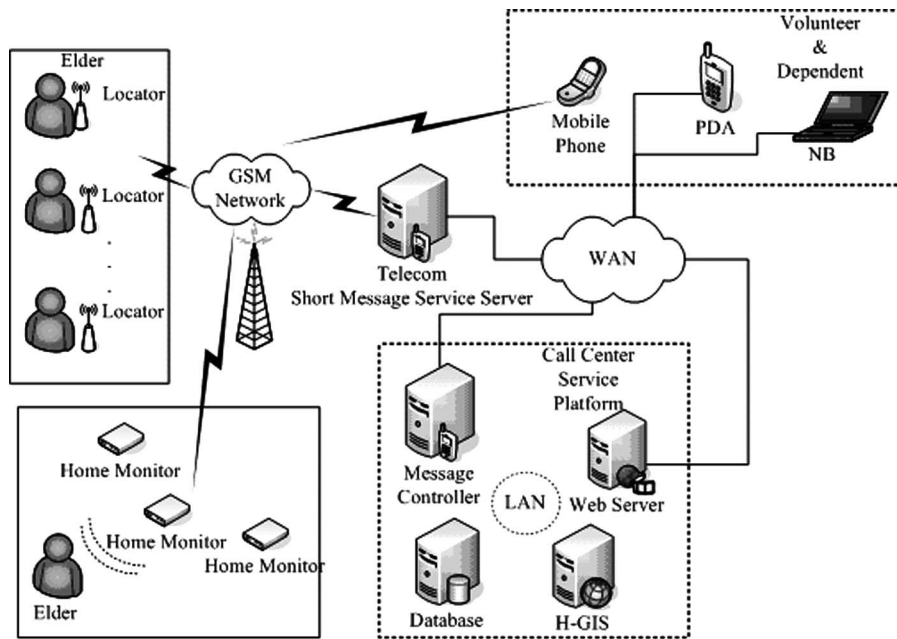 Elder
Locator
Locator
Locator
GSM
Network
Telecom
Short Message Service Server
Volunteer
&
Dependent
Mobile
Phone
PDA
NB
WAN
Home Monitor
Home Monitor
Home Monitor
Elder
Call Center
Service
Platform
Message
Controller
LAN
Web Server
Database
H-GIS